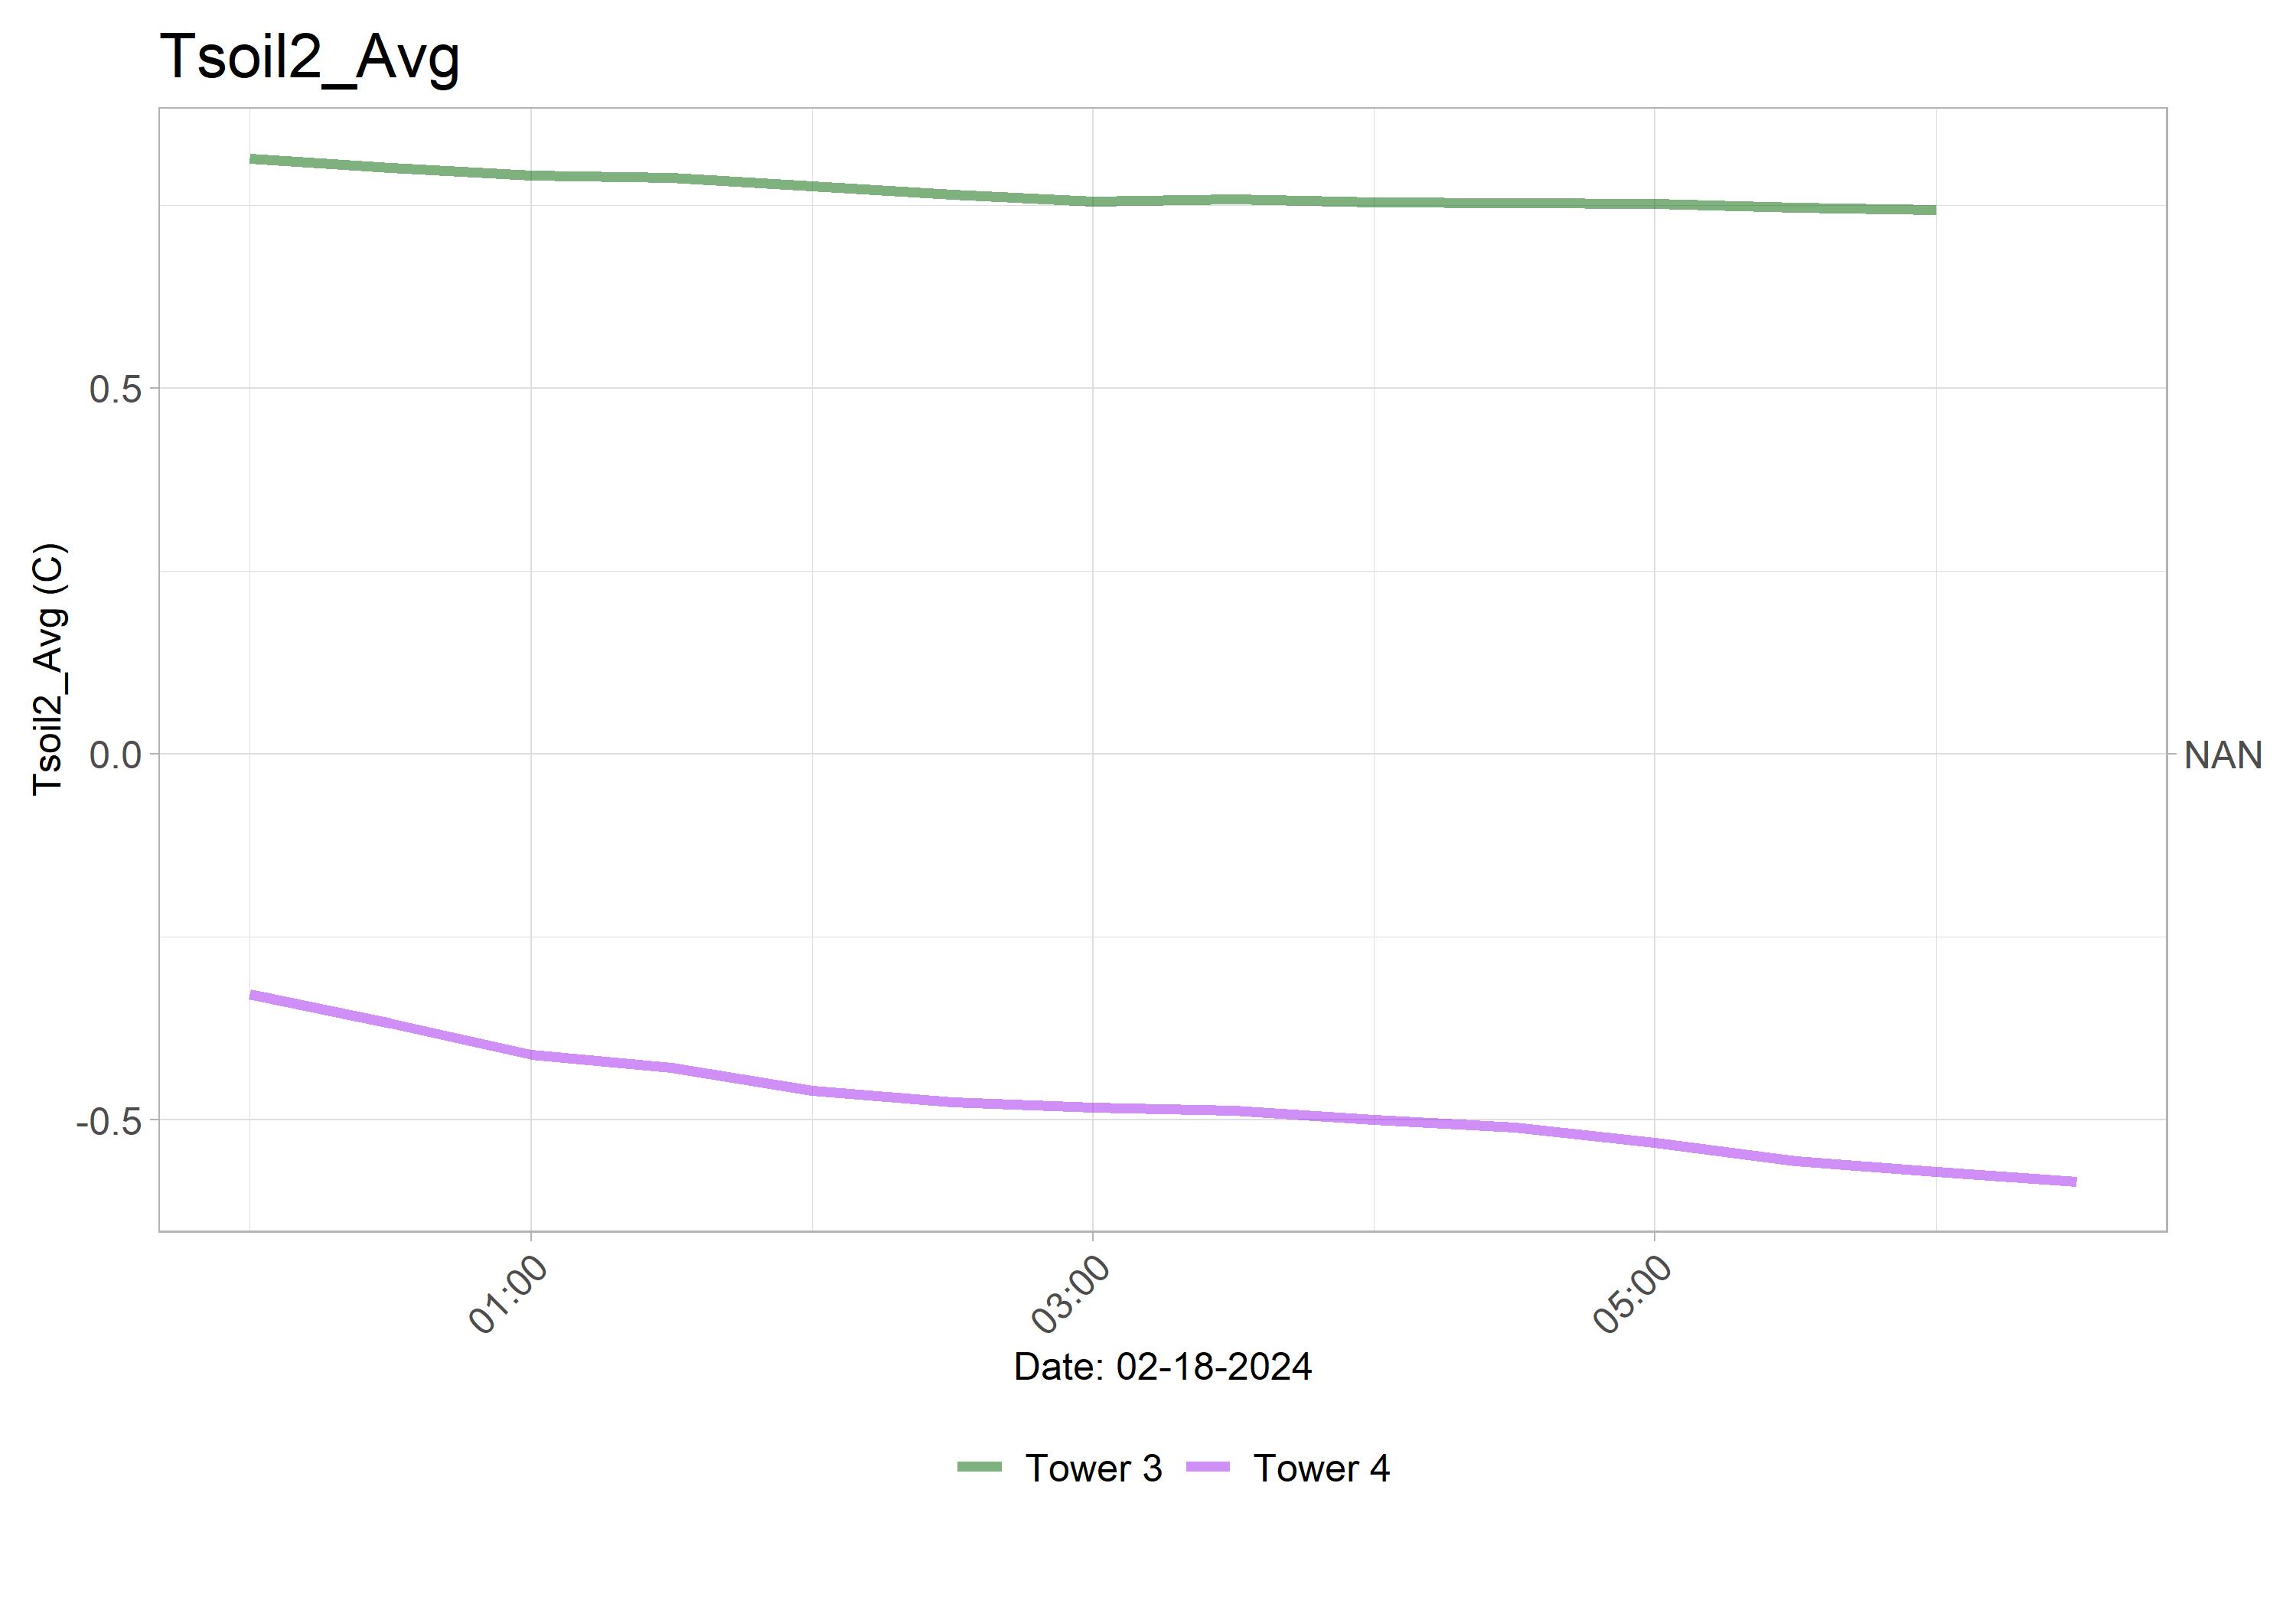 Tsoil2_Avg
Tsoil2_Avg (C)
0.5
0.0
-0.5
NAN
01:00
03:00
05:00
Date: 02-18-2024
Tower 3
Tower 4